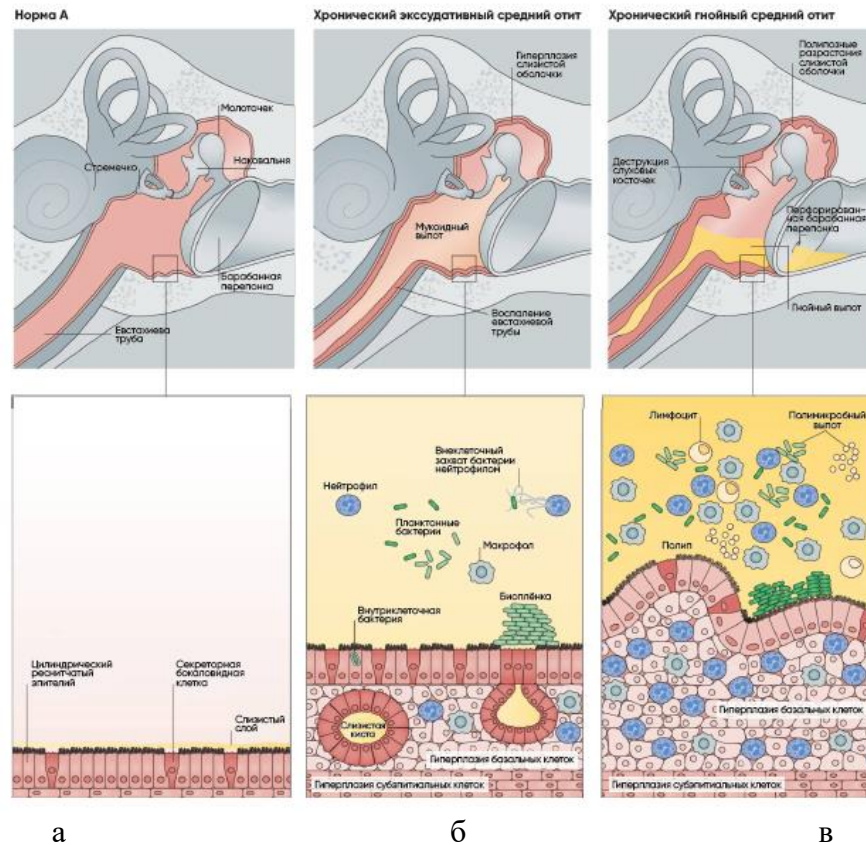 Норма А
Молоточек
Стремечко
Наковальня
Барабанная
перепонка
Евстахиева
труба
Хронический экссудативный средний отит
Гиперплазия
слизистой
оболочки
Мукоидный
выпот
Воспаление
евстахиевой
трубы
Хронический гнойный средний отит
Полипозные
разрастания
слизистой
оболочки
Деструкция
слуховых
косточек
Перфорирован-
ная барабанная
перепонка
Гнойный выпот
Цилиндрический
реснитчатый
эпителий
Секреторная
бокаловидная
клетка
Слизистый
слой
Нейтрофил
Внеклеточный
захват бактерии
нейтрофилом
Планктонные
бактерии
Макрофал
Биоплёнка
Внутриклеточная
бактерия
Слизистая
киста
Гиперплазия базальных клеток
Гиперплазия субэпитиальных клеток
Лимфоцит
Полимикробный
выпот
Полип
Гиперплазия базальных клеток
Гиперплазия субэпитиальных клеток
а
б
в